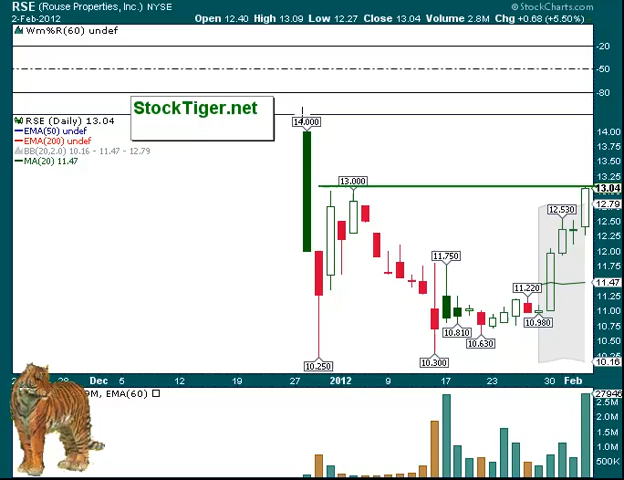 RSE (Rouse Properties, Inc.) NYSE
© StockCharts.com
2-Feb-2012
Open 12.40 High 13.09 Low 12.27 Close 13.04 Volume 2.8M Chg +0.68 (+5.50%)
Wm%R(60) undef
-20
-50
-80
StockTiger.net
RSE (Daily) 13.04
EMA(50) undef
EMA(200) undef
BB(20,2.0) 10.16 - 11.47 - 12.79
MA(20) 11.47
14.000
13.000
12.530
11.750
11.220
10.980
10.810
10.630
10.300
10.250
14.00
13.75
13.50
13.25
13.04
12.79
12.50
12.25
12.00
11.75
11.47
11.25
11.00
10.75
10.50
10.16
28 Dec 5 12 19 27 2012 9 17 23 30 Feb
EMA(60)
2.5M
2.0M
1.5M
1.0M
500K